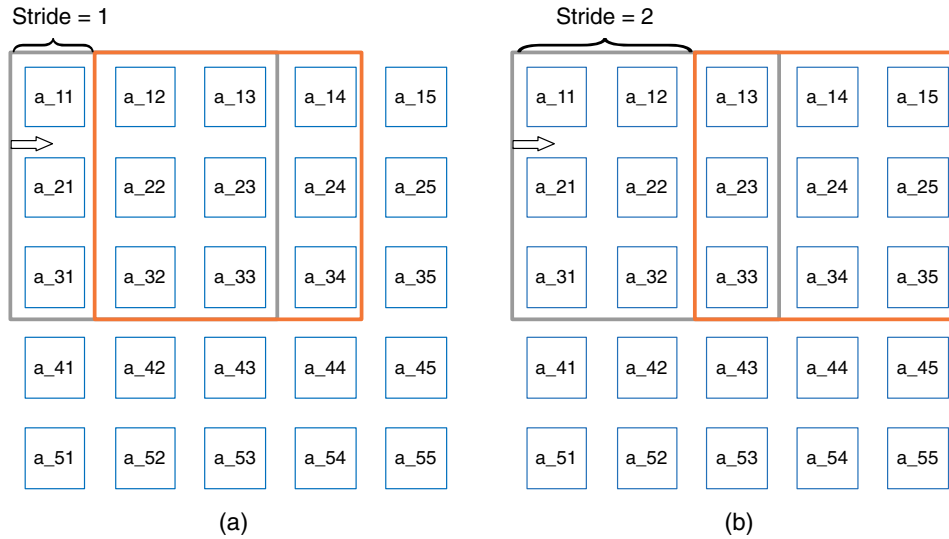 Stride = 1
Stride = 2
a_11 a_12 a_13 a_14 a_15
a_21 a_22 a_23 a_24 a_25
a_31 a_32 a_33 a_34 a_35
a_41 a_42 a_43 a_44 a_45
a_51 a_52 a_53 a_54 a_55
(a)
a_11 a_12 a_13 a_14 a_15
a_21 a_22 a_23 a_24 a_25
a_31 a_32 a_33 a_34 a_35
a_41 a_42 a_43 a_44 a_45
a_51 a_52 a_53 a_54 a_55
(b)